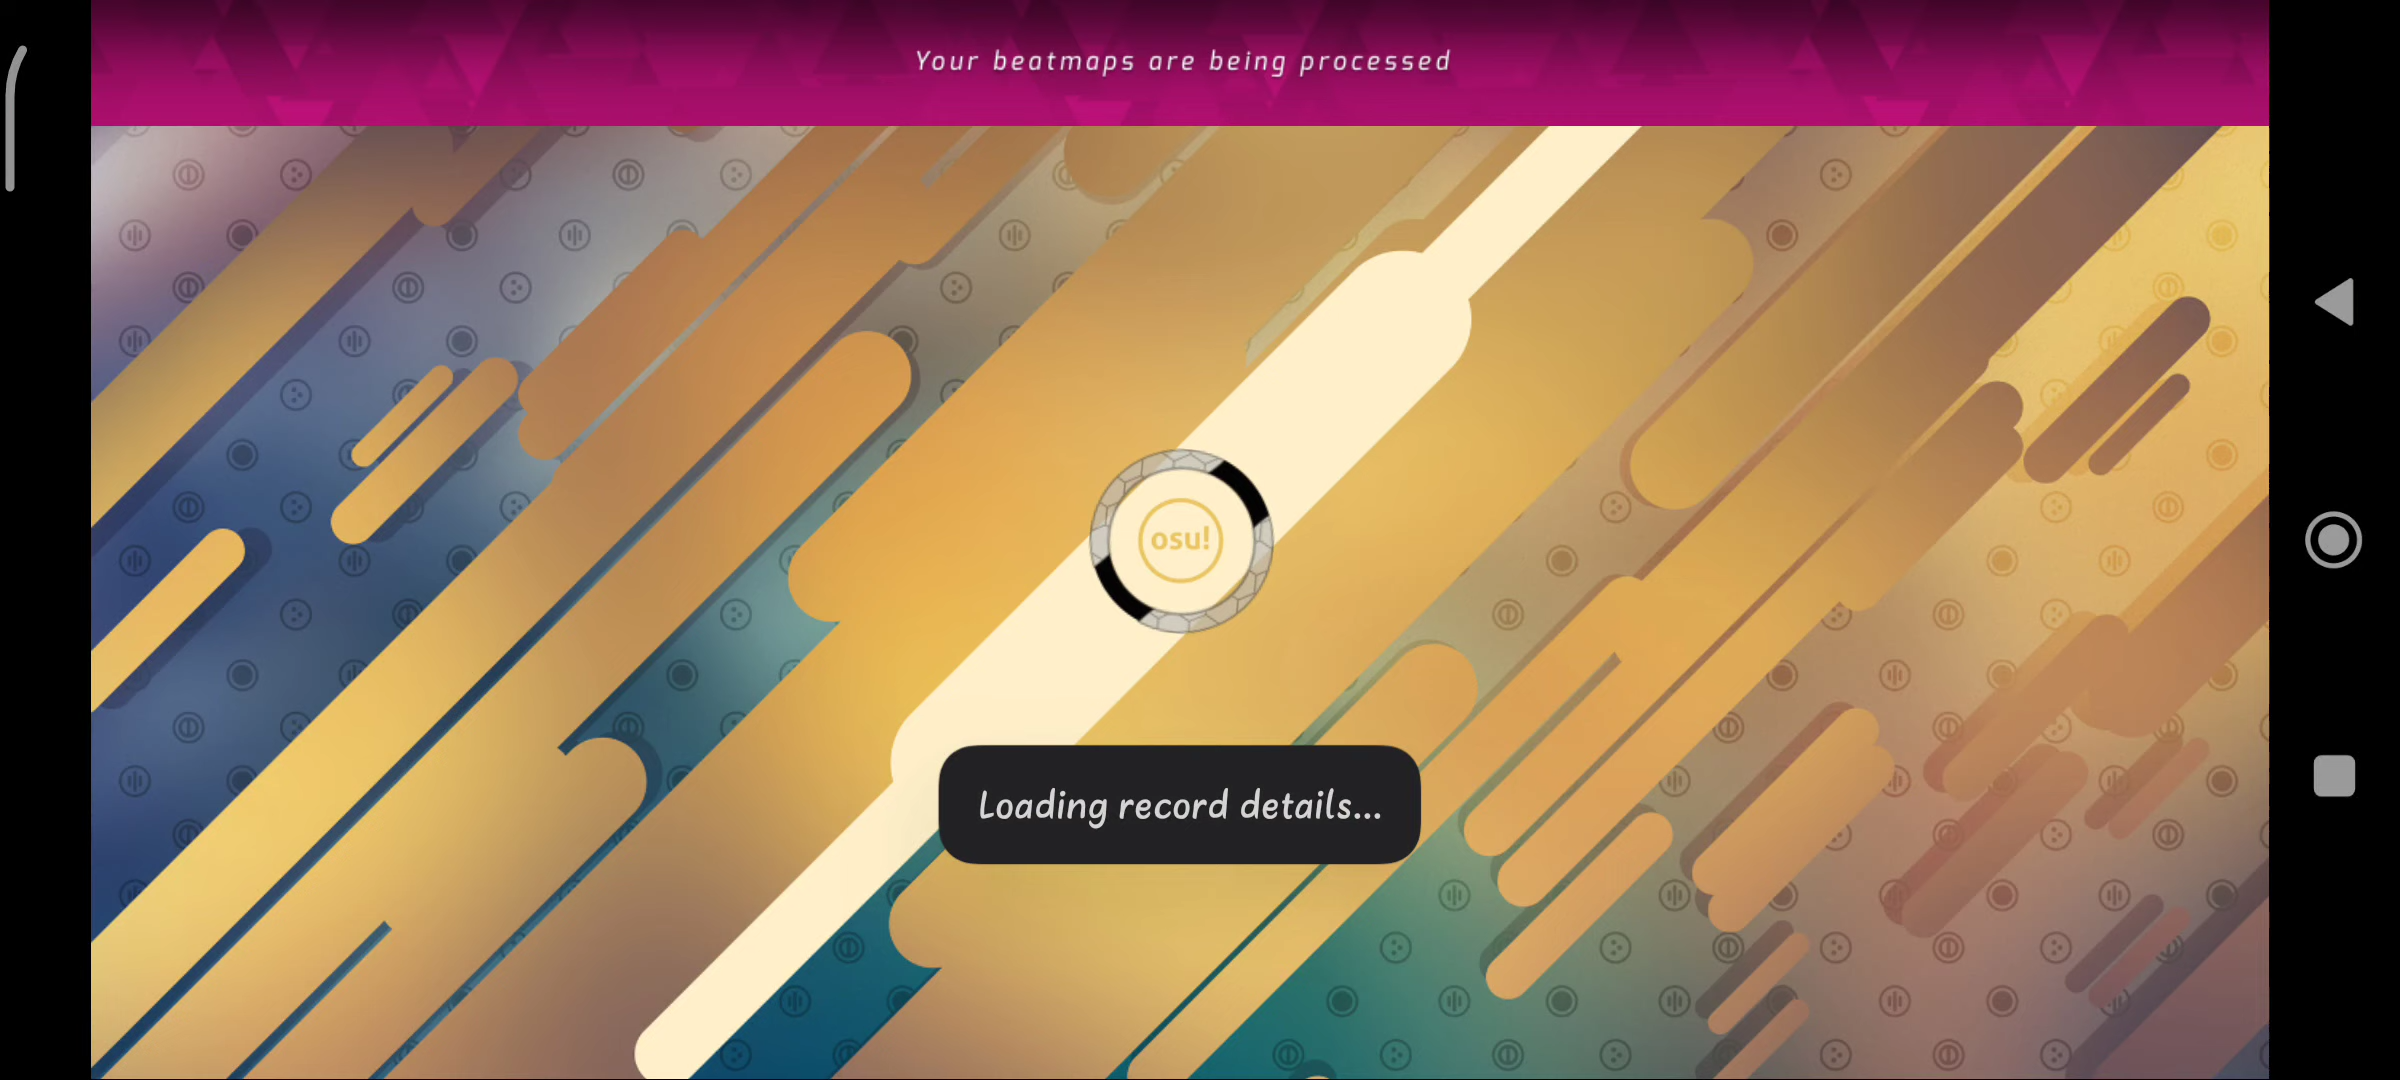 Your beatmaps are being processed
osu!
Loading record details...